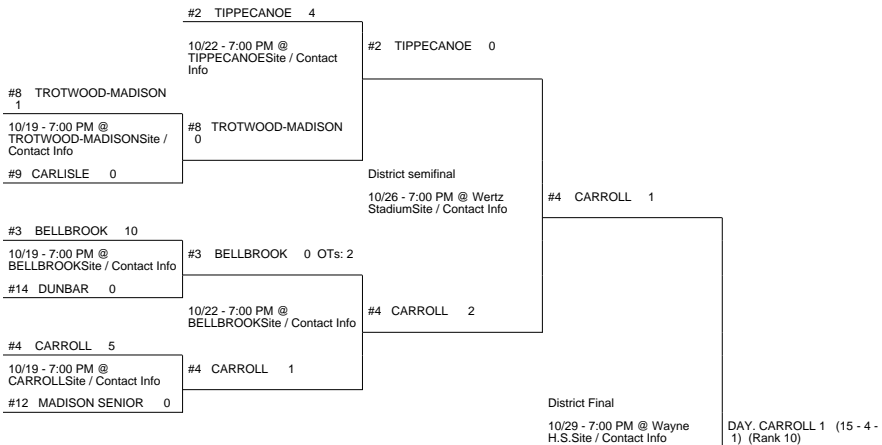 #2 TIPPECANOE 4
10/22 - 7:00 PM @
TIPPECANOESite / Contact
Info
#2 TIPPECANOE 0
#8 TROTWOOD-MADISON
1
10/19 - 7:00 PM @
TROTWOOD-MADISONSite /
Contact Info
#8 TROTWOOD-MADISON
0
#9 CARLISLE 0
District semifinal
10/26 - 7:00 PM @ Wertz
StadiumSite / Contact Info
#4 CARROLL 1
#3 BELLBROOK 10
10/19 - 7:00 PM @
BELLBROOKSite / Contact Info
#3 BELLBROOK 0 OTs: 2
#14 DUNBAR 0
10/22 - 7:00 PM @
BELLBROOKSite / Contact Info
#4 CARROLL 2
#4 CARROLL 5
10/19 - 7:00 PM @
CARROLLSite / Contact Info
#4 CARROLL 1
#12 MADISON SENIOR 0
District Final
10/29 - 7:00 PM @ Wayne
H.S.Site / Contact Info
DAY. CARROLL 1 (15 - 4 -
1) (Rank 10)